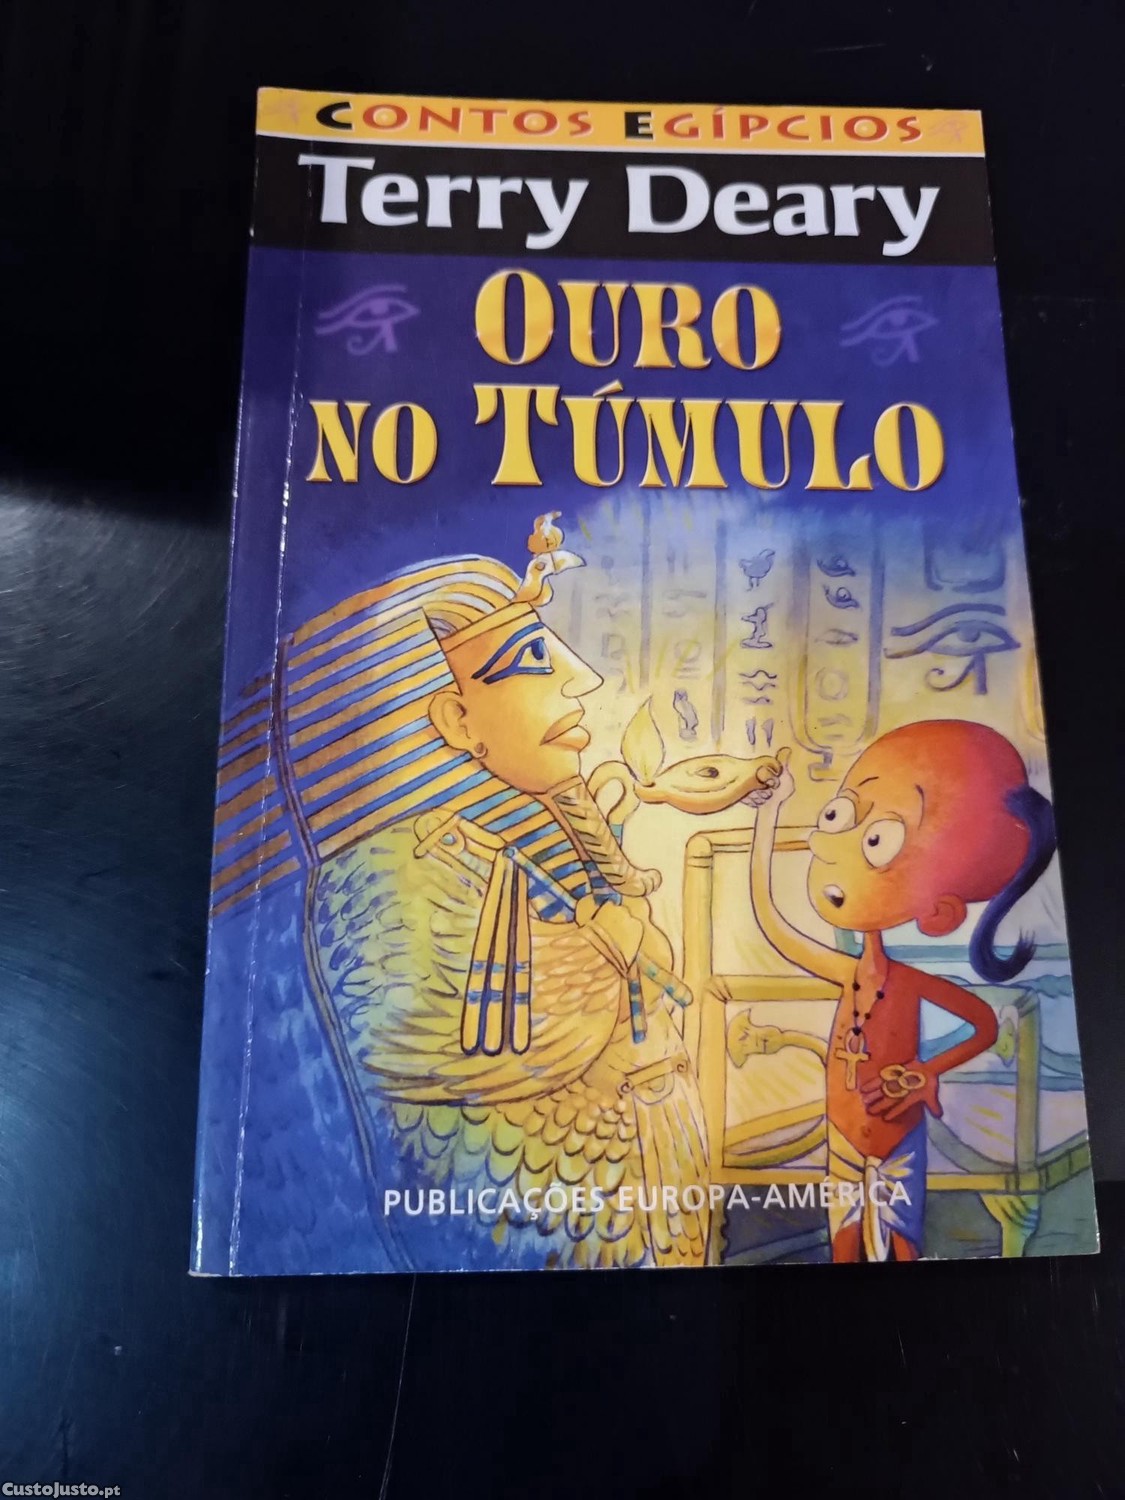 CONTOS EGÍPCIOS
Terry Deary
OURO
NO TÚMULO
PUBLICAÇÕES EUROPA-AMÉRICA
CustoJusto.pt